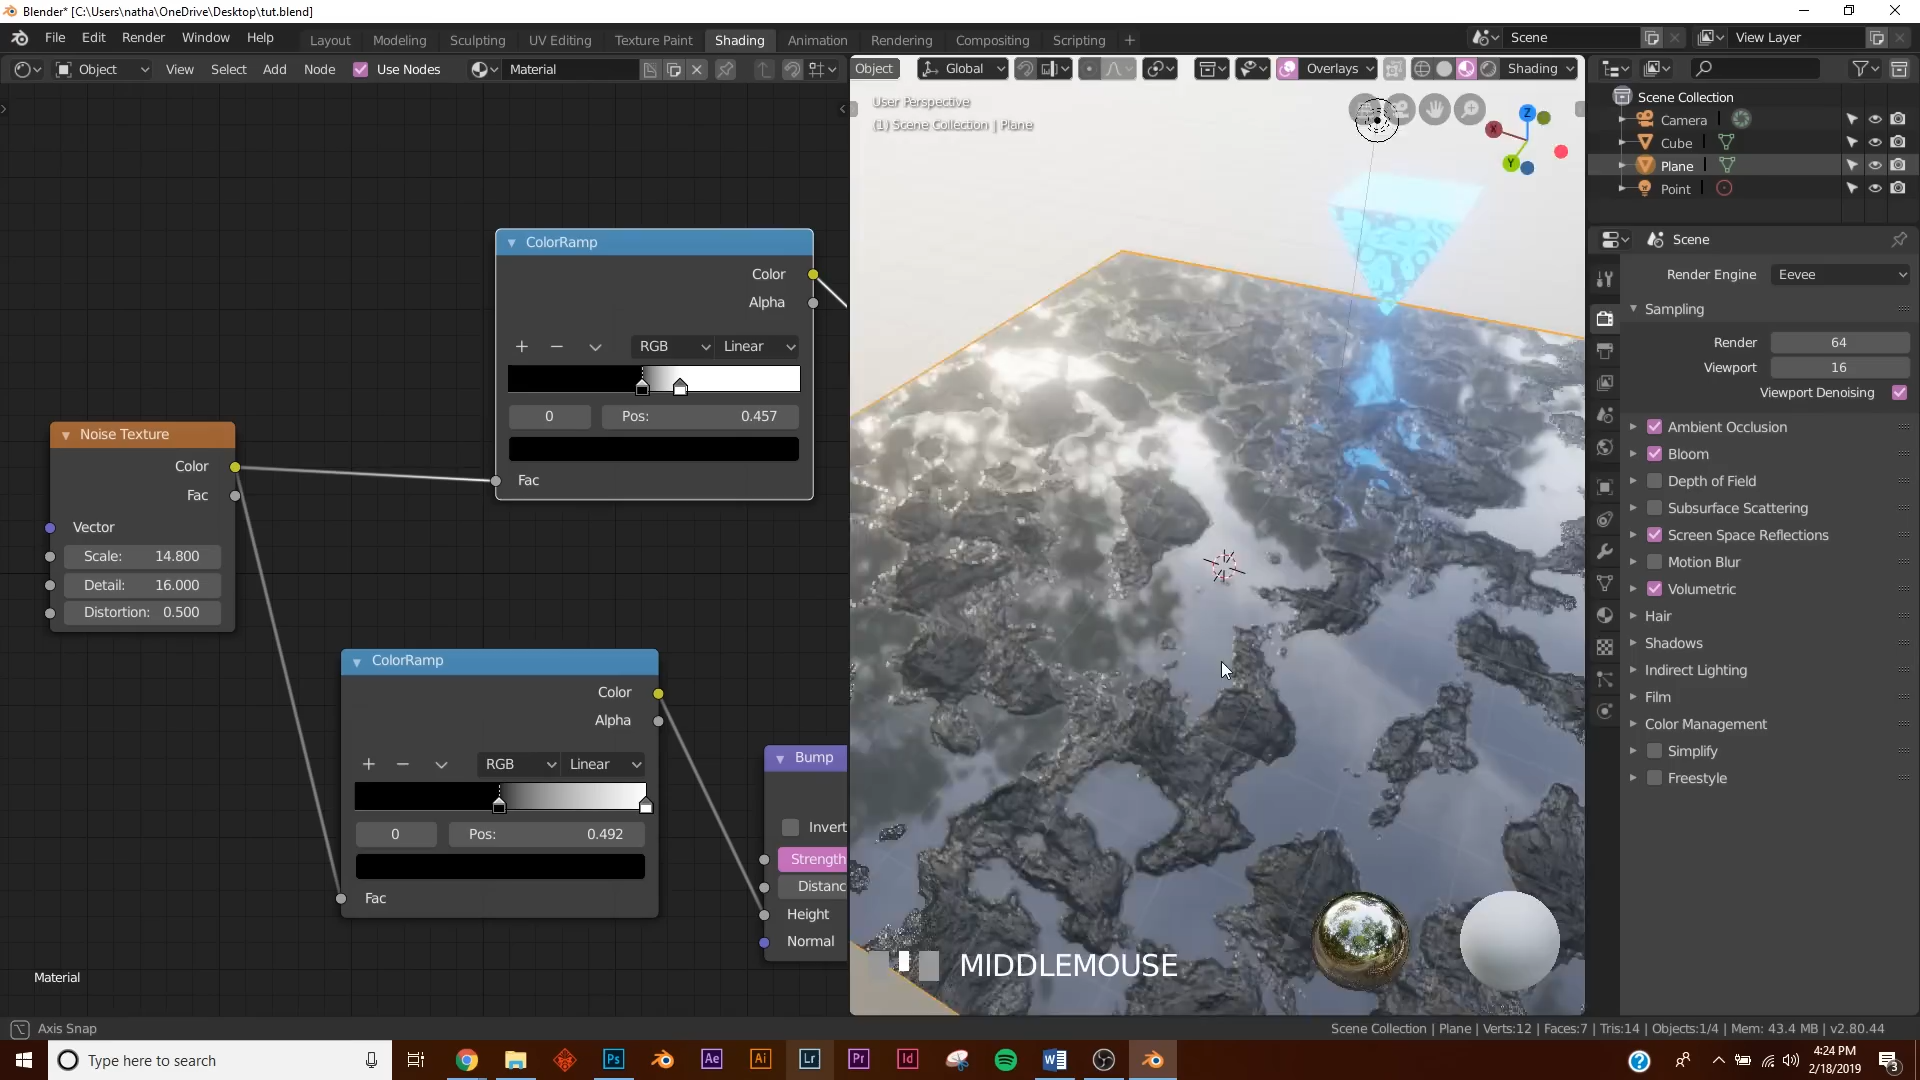 Blender* [C:\Users\natha\OneDrive\Desktop\tut.blend]
File Edit Render Window Help Layout Modeling Sculpting UV Editing Texture Paint Shading Animation Rendering Compositing Scripting + Scene View Layer
Object View Select Add Node Use Nodes Material Object Global Overlays Shading
User Perspective
(1) Scene Collection | Plane
X
Y
Z
Scene Collection
Camera
Cube
Plane
Point
ColorRamp
Color
Alpha
RGB Linear
0 Pos: 0.457
Fac
Noise Texture
Color
Fac
Vector
Scale: 14.800
Detail: 16.000
Distortion: 0.500
ColorRamp
Color
Alpha
RGB Linear
0 Pos: 0.492
Fac
Bump
Invert
Strength
Distanc
Height
Normal
Material
MIDDLEMOUSE
Scene
Render Engine Eevee
Sampling
Render 64
Viewport 16
Viewport Denoising
Ambient Occlusion
Bloom
Depth of Field
Subsurface Scattering
Screen Space Reflections
Motion Blur
Volumetric
Hair
Shadows
Indirect Lighting
Film
Color Management
Simplify
Freestyle
Axis Snap
Scene Collection | Plane | Verts:12 | Faces:7 | Tris:14 | Objects:1/4 | Mem: 43.4 MB | v2.80.44
Type here to search
Ps Ae Ai Lr Pr Id
4:24 PM
2/18/2019
3